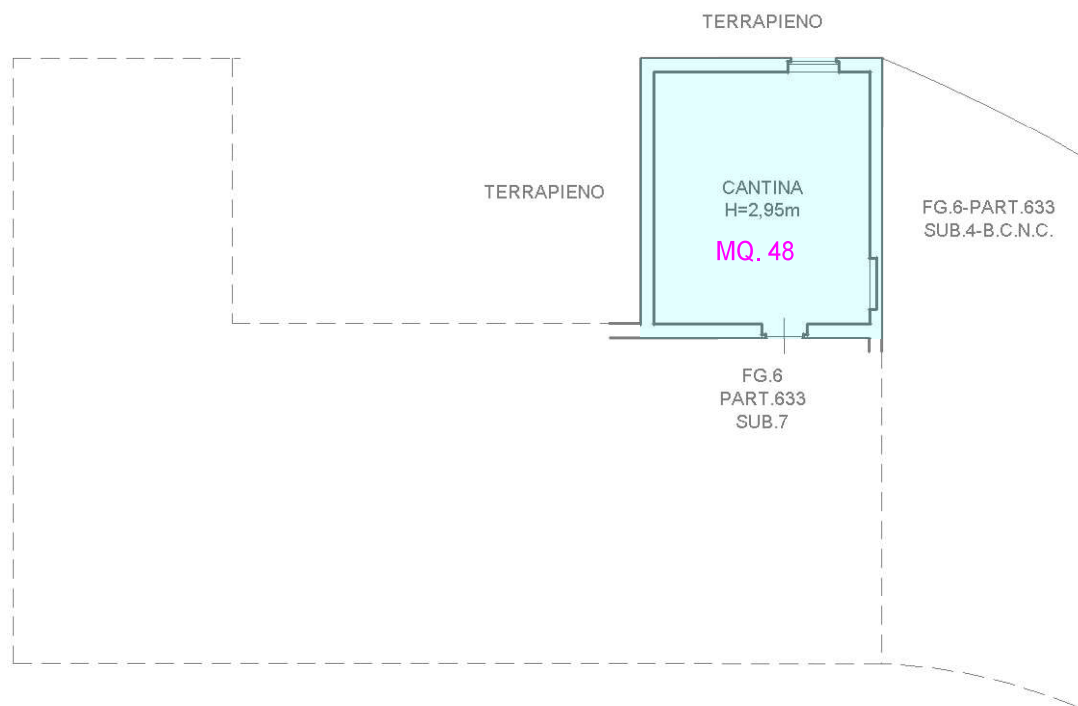 TERRAPIENO
TERRAPIENO
CANTINA
H=2,95m
MQ. 48
FG.6-PART.633
SUB.4-B.C.N.C.
FG.6
PART.633
SUB.7